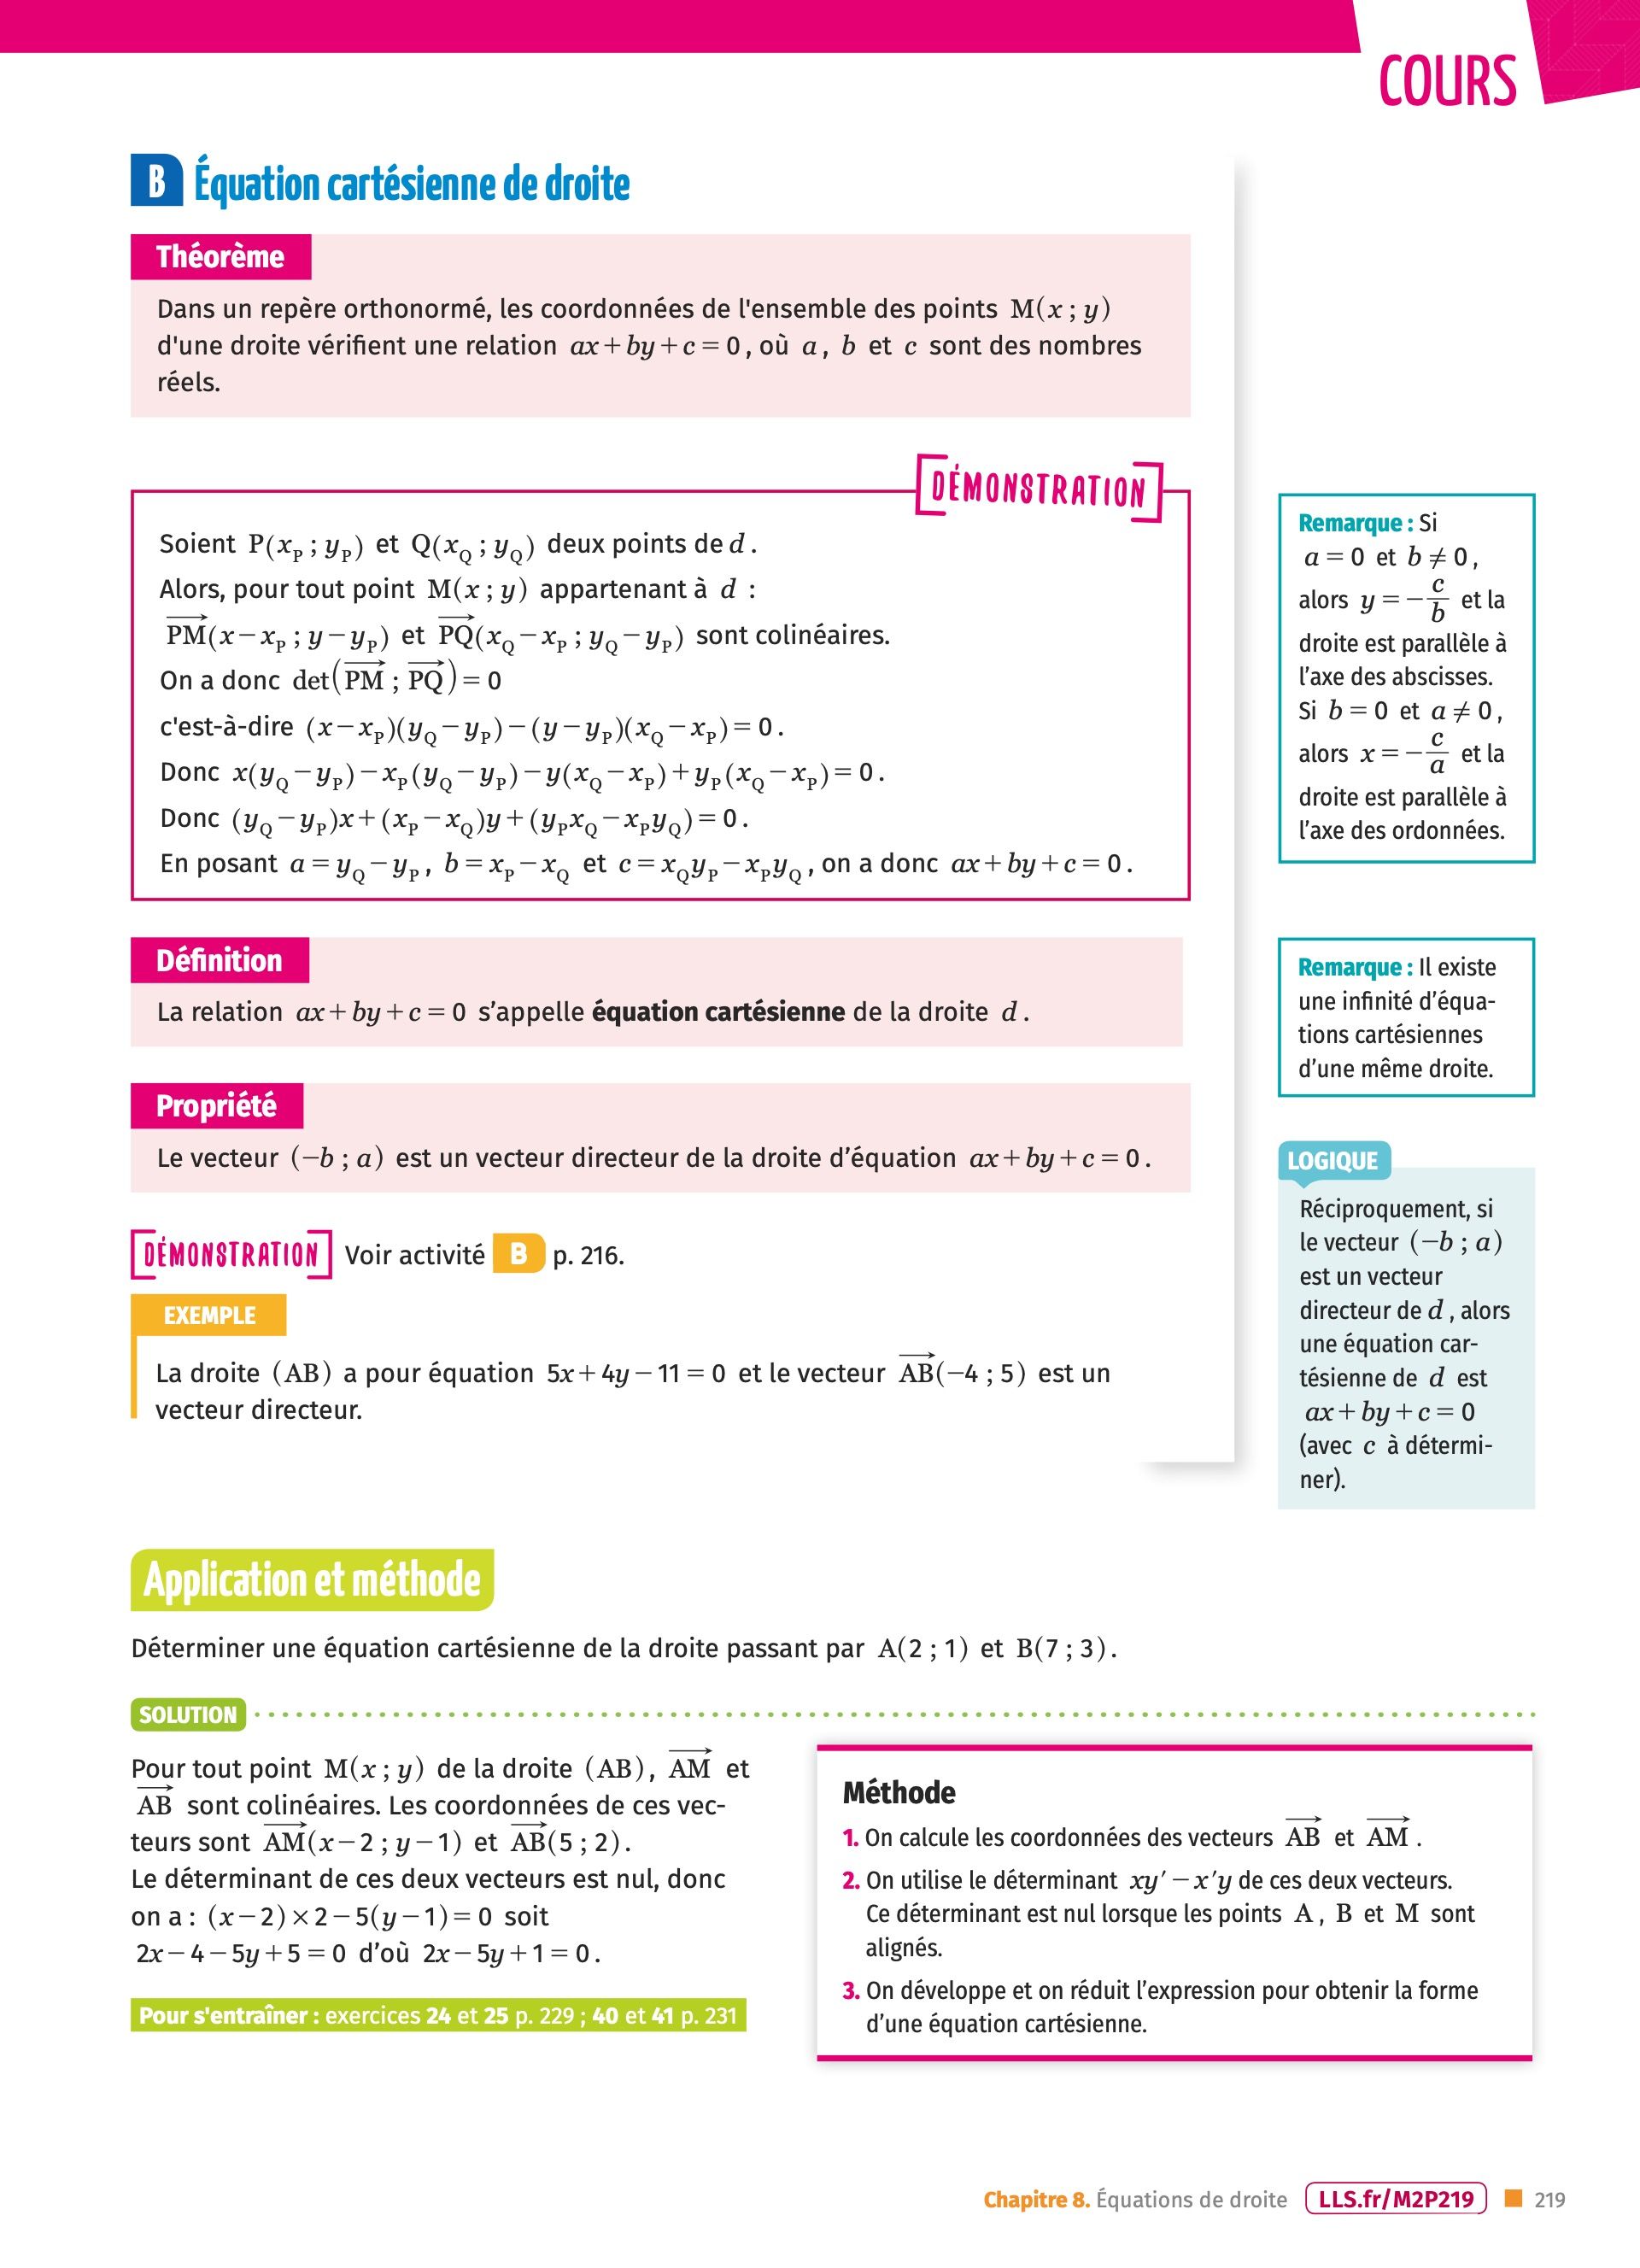 COURS
B Équation cartésienne de droite
Théorème
Dans un repère orthonormé, les coordonnées de l'ensemble des points M(x ; y)
d'une droite vérifient une relation ax + by + c = 0, où a, b et c sont des nombres
réels.
DÉMONSTRATION
Soient P(x_P ; y_P) et Q(x_Q ; y_Q) deux points de d.
Alors, pour tout point M(x ; y) appartenant à d :
\overrightarrow{PM}(x − x_P ; y − y_P) et \overrightarrow{PQ}(x_Q − x_P ; y_Q − y_P) sont colinéaires.
On a donc det(\overrightarrow{PM} ; \overrightarrow{PQ}) = 0
c'est-à-dire (x − x_P)(y_Q − y_P) − (y − y_P)(x_Q − x_P) = 0.
Donc x(y_Q − y_P) − x_P(y_Q − y_P) − y(x_Q − x_P) + y_P(x_Q − x_P) = 0.
Donc (y_Q − y_P)x + (x_P − x_Q)y + (y_P x_Q − x_P y_Q) = 0.
En posant a = y_Q − y_P, b = x_P − x_Q et c = x_Q y_P − x_P y_Q, on a donc ax + by + c = 0.
Remarque : Si
a = 0 et b ≠ 0,
alors y = −\frac{c}{b} et la
droite est parallèle à
l’axe des abscisses.
Si b = 0 et a ≠ 0,
alors x = −\frac{c}{a} et la
droite est parallèle à
l’axe des ordonnées.
Définition
La relation ax + by + c = 0 s’appelle équation cartésienne de la droite d.
Remarque : Il existe
une infinité d’équa-
tions cartésiennes
d’une même droite.
Propriété
Le vecteur (−b ; a) est un vecteur directeur de la droite d’équation ax + by + c = 0.
DÉMONSTRATION Voir activité B p. 216.
EXEMPLE
La droite (AB) a pour équation 5x + 4y − 11 = 0 et le vecteur \overrightarrow{AB}(−4 ; 5) est un
vecteur directeur.
LOGIQUE
Réciproquement, si
le vecteur (−b ; a)
est un vecteur
directeur de d, alors
une équation car-
tésienne de d est
ax + by + c = 0
(avec c à détermi-
ner).
Application et méthode
Déterminer une équation cartésienne de la droite passant par A(2 ; 1) et B(7 ; 3).
SOLUTION
Pour tout point M(x ; y) de la droite (AB), \overrightarrow{AM} et
\overrightarrow{AB} sont colinéaires. Les coordonnées de ces vec-
teurs sont \overrightarrow{AM}(x − 2 ; y − 1) et \overrightarrow{AB}(5 ; 2).
Le déterminant de ces deux vecteurs est nul, donc
on a : (x − 2) × 2 − 5(y − 1) = 0 soit
2x − 4 − 5y + 5 = 0 d’où 2x − 5y + 1 = 0.
Pour s'entraîner : exercices 24 et 25 p. 229 ; 40 et 41 p. 231
Méthode
1. On calcule les coordonnées des vecteurs \overrightarrow{AB} et \overrightarrow{AM}.
2. On utilise le déterminant xy′ − x′y de ces deux vecteurs.
Ce déterminant est nul lorsque les points A, B et M sont
alignés.
3. On développe et on réduit l’expression pour obtenir la forme
d’une équation cartésienne.
Chapitre 8. Équations de droite LLS.fr/M2P219 219